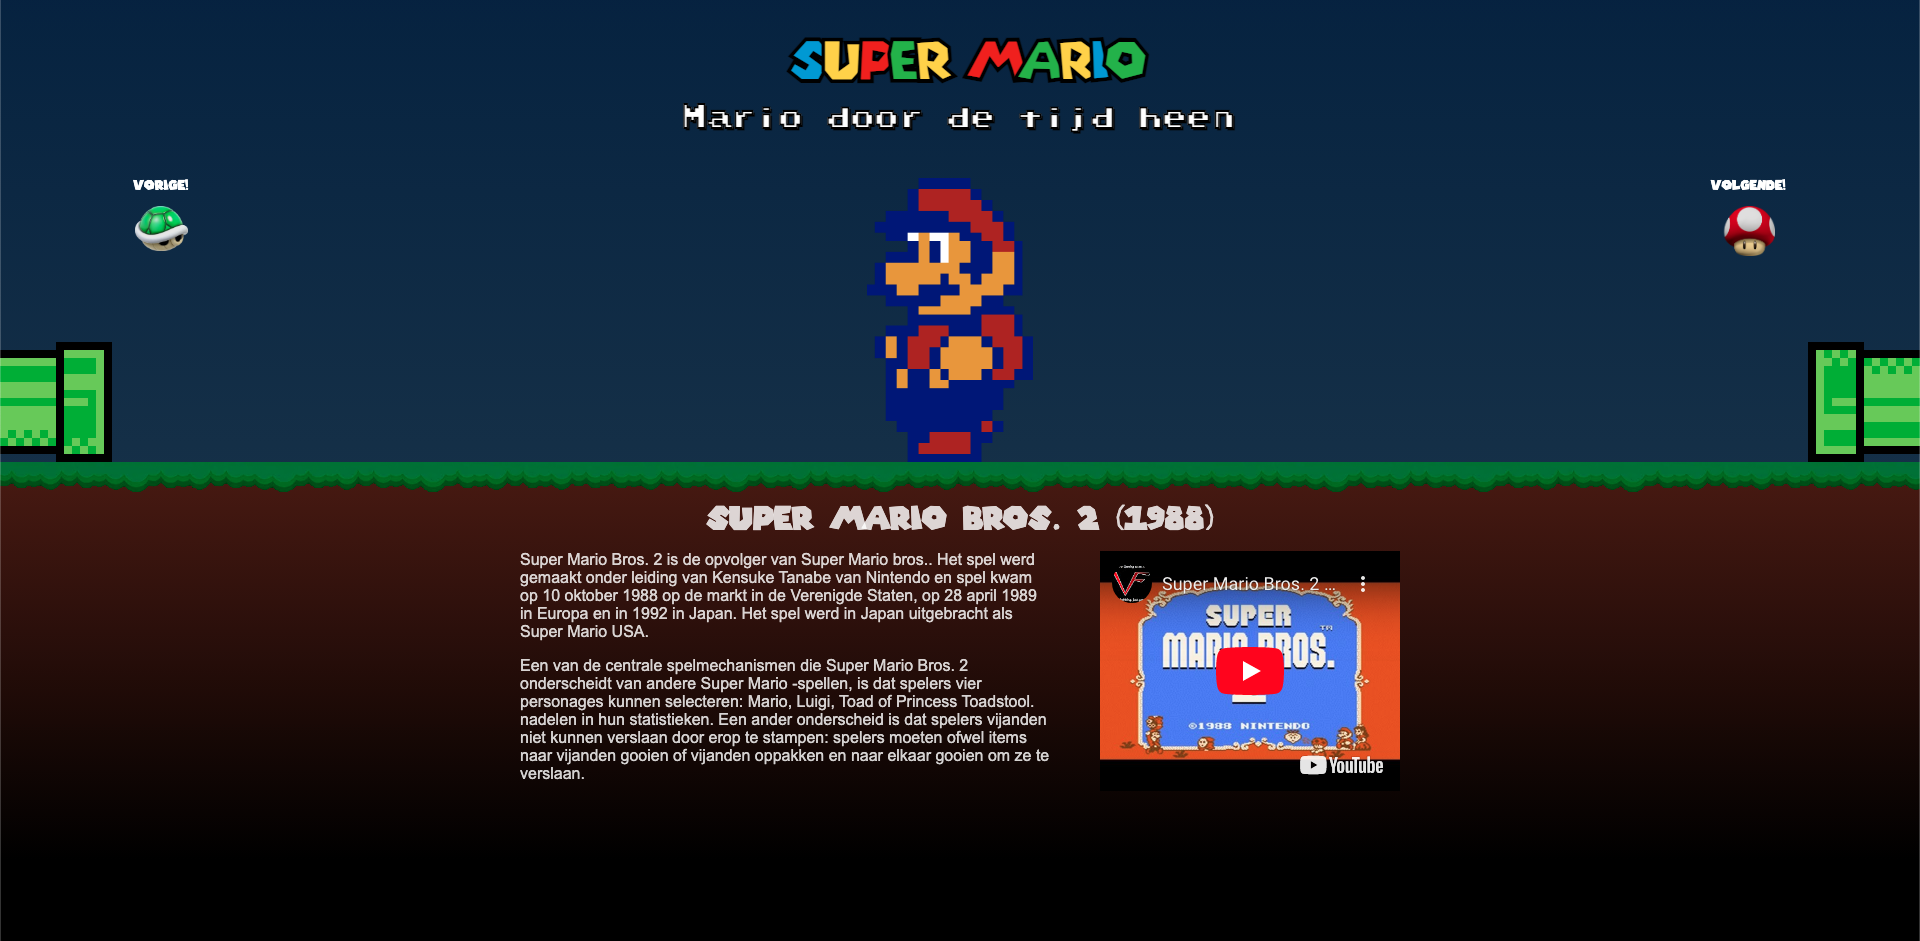 SUPER MARIO
Mario door de tijd heen
VORIGE!
VOLGENDE!
SUPER MARIO BROS. 2 (1988)
Super Mario Bros. 2 is de opvolger van Super Mario bros.. Het spel werd
gemaakt onder leiding van Kensuke Tanabe van Nintendo en spel kwam
op 10 oktober 1988 op de markt in de Verenigde Staten, op 28 april 1989
in Europa en in 1992 in Japan. Het spel werd in Japan uitgebracht als
Super Mario USA.
Een van de centrale spelmechanismen die Super Mario Bros. 2
onderscheidt van andere Super Mario -spellen, is dat spelers vier
personages kunnen selecteren: Mario, Luigi, Toad of Princess Toadstool.
nadelen in hun statistieken. Een ander onderscheid is dat spelers vijanden
niet kunnen verslaan door erop te stampen: spelers moeten ofwel items
naar vijanden gooien of vijanden oppakken en naar elkaar gooien om ze te
verslaan.
VF
Super Mario Bros. 2 ...
SUPER
MARIO BROS.
TM
©1988 NINTENDO
YouTube